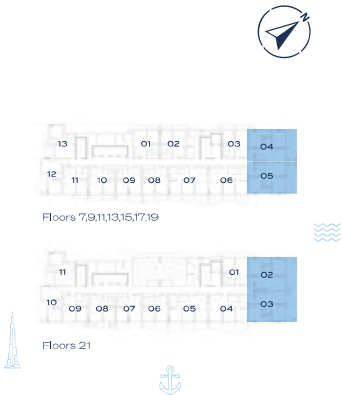 N
13 01 02 03 04
12 11 10 09 08 07 06 05
Floors 7,9,11,13,15,17,19
11 01 02
10 09 08 07 06 05 04 03
Floors 21